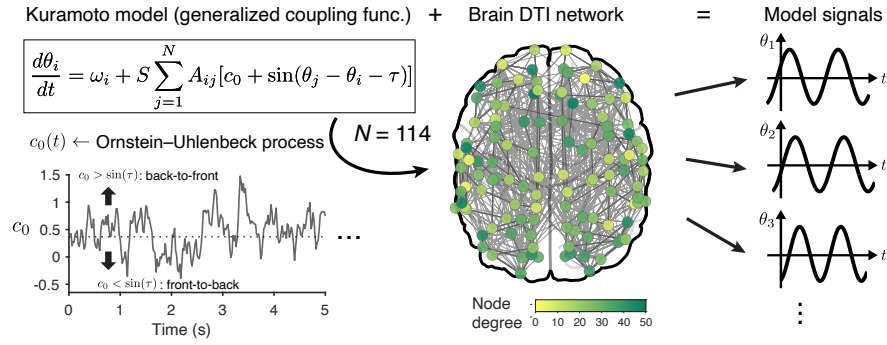 Kuramoto model (generalized coupling func.) + Brain DTI network = Model signals
dθ_i/dt = ω_i + S ∑_{j=1}^{N} A_{ij}[c_0 + sin(θ_j − θ_i − τ)]
N = 114
c_0(t) ← Ornstein–Uhlenbeck process
c_0 > sin(τ): back-to-front
c_0 < sin(τ): front-to-back
c_0
1.5
1
0.5
0
-0.5
0 1 2 3 4 5
Time (s)
...
Node
degree
0 10 20 30 40 50
θ_1
t
θ_2
t
θ_3
t
⋮